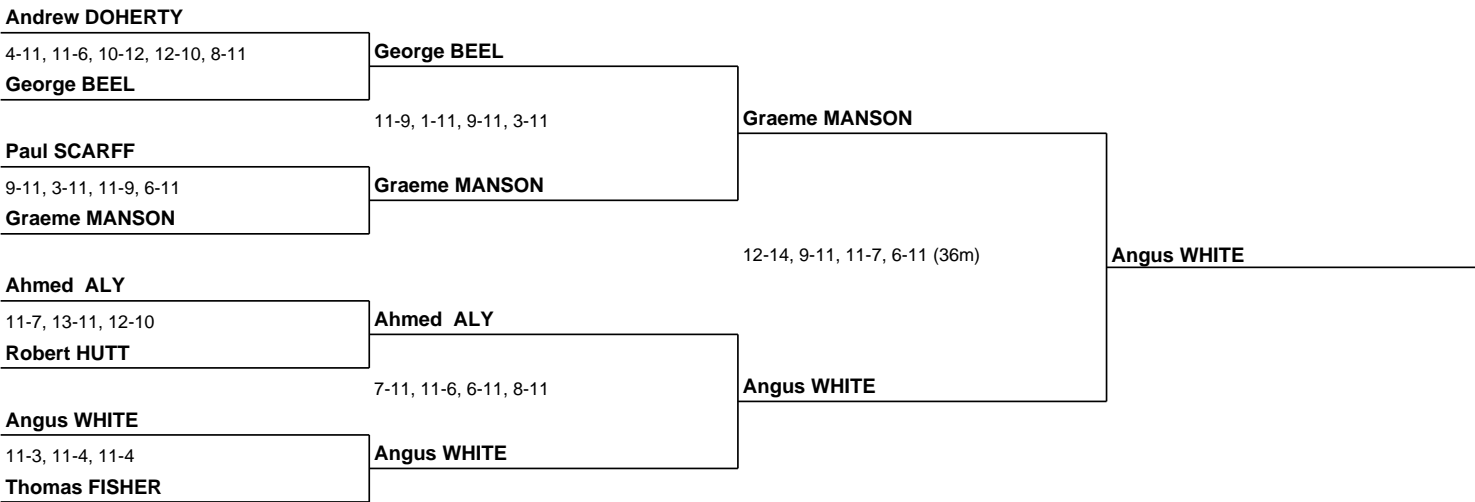 Andrew DOHERTY
4-11, 11-6, 10-12, 12-10, 8-11
George BEEL
George BEEL
11-9, 1-11, 9-11, 3-11
Graeme MANSON
Paul SCARFF
9-11, 3-11, 11-9, 6-11
Graeme MANSON
Graeme MANSON
12-14, 9-11, 11-7, 6-11 (36m)
Angus WHITE
Ahmed ALY
11-7, 13-11, 12-10
Robert HUTT
Ahmed ALY
7-11, 11-6, 6-11, 8-11
Angus WHITE
Angus WHITE
11-3, 11-4, 11-4
Thomas FISHER
Angus WHITE